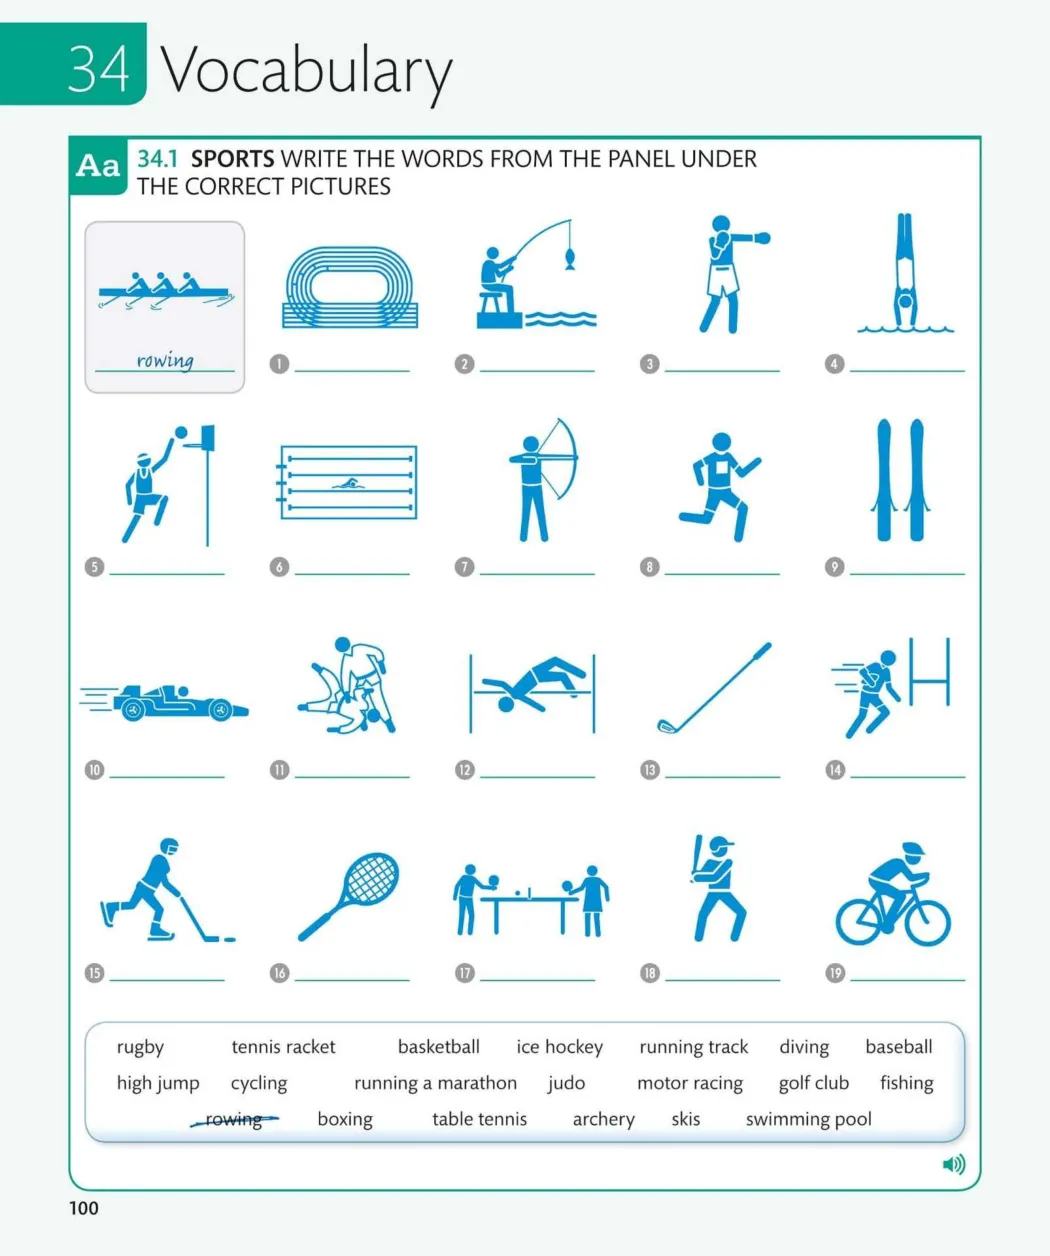 34 Vocabulary
Aa 34.1 SPORTS WRITE THE WORDS FROM THE PANEL UNDER
THE CORRECT PICTURES
rowing
1
2
3
4
5
6
7
8
9
10
11
12
13
14
15
16
17
18
19
rugby tennis racket basketball ice hockey running track diving baseball
high jump cycling running a marathon judo motor racing golf club fishing
rowing boxing table tennis archery skis swimming pool
100